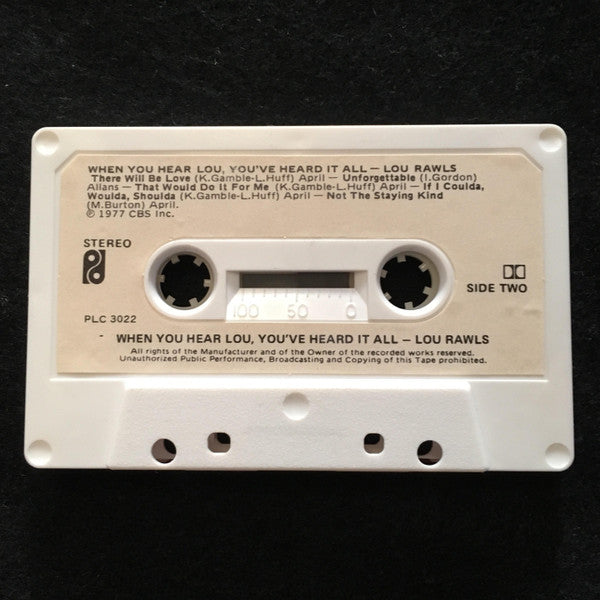 WHEN YOU HEAR LOU, YOU'VE HEARD IT ALL — LOU RAWLS
There Will Be Love (K.Gamble-L.Huff) April — Unforgettable (I.Gordon)
Allans — That Would Do It For Me (K.Gamble-L.Huff) April — If I Coulda,
Woulda, Shoulda (K.Gamble-L.Huff) April — Not The Staying Kind
(M.Burton) April.
℗ 1977 CBS Inc.
STEREO
SIDE TWO
100 50 0
PLC 3022
- WHEN YOU HEAR LOU, YOU'VE HEARD IT ALL — LOU RAWLS
All rights of the Manufacturer and of the Owner of the recorded works reserved.
Unauthorized Public Performance, Broadcasting and Copying of this Tape prohibited.